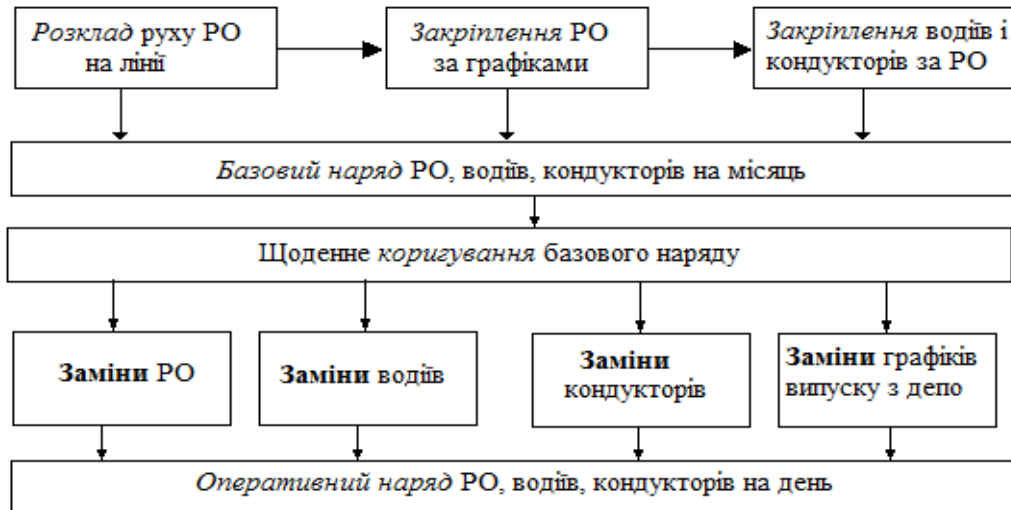 Розклад руху РО
на лінії
Закріплення РО
за графіками
Закріплення водіїв і
кондукторів за РО
Базовий наряд РО, водіїв, кондукторів на місяць
Щоденне коригування базового наряду
Заміни РО
Заміни водіїв
Заміни
кондукторів
Заміни графіків
випуску з депо
Оперативний наряд РО, водіїв, кондукторів на день